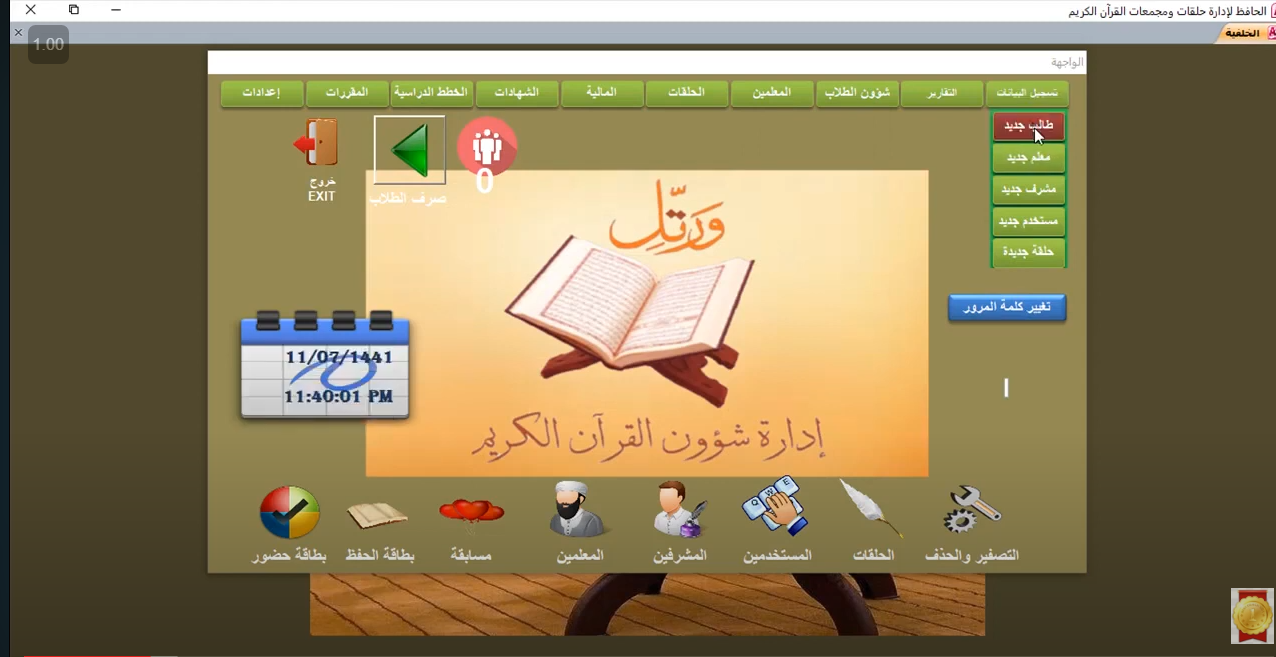 الحافظ لإدارة حلقات ومجمعات القرآن الكريم
الخلفية
1.00
الواجهة
تسجيل البيانات
التقارير
شؤون الطلاب
المعلمين
الحلقات
المالية
الشهادات
الخطط الدراسية
المقررات
إعدادات
طالب جديد
معلم جديد
مشرف جديد
مستخدم جديد
حلقة جديدة
تغيير كلمة المرور
0
صرف الطلاب
خروج
EXIT
وَرَتِّلِ
إدارة شؤون القرآن الكريم
11/07/1441
11:40:01 PM
التصفير والحذف
الحلقات
المستخدمين
المشرفين
المعلمين
مسابقة
بطاقة الحفظ
بطاقة حضور